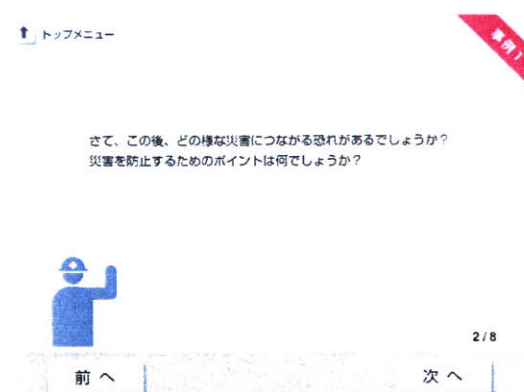 トップメニュー
事例1
さて、この後、どの様な災害につながる恐れがあるでしょうか？
災害を防止するためのポイントは何でしょうか？
2/8
前へ
次へ